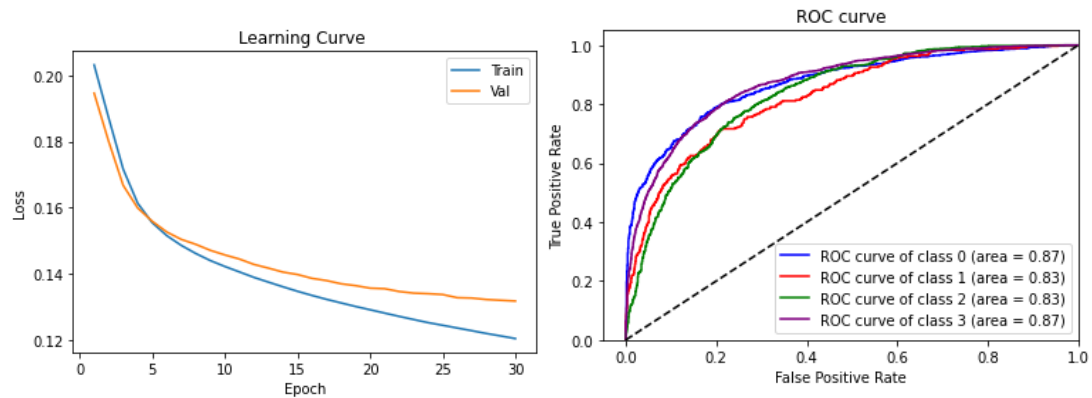 Learning Curve
Train
Val
0.20
0.18
0.16
0.14
0.12
Loss
0 5 10 15 20 25 30
Epoch
ROC curve
1.0
0.8
0.6
0.4
0.2
0.0
True Positive Rate
ROC curve of class 0 (area = 0.87)
ROC curve of class 1 (area = 0.83)
ROC curve of class 2 (area = 0.83)
ROC curve of class 3 (area = 0.87)
0.0 0.2 0.4 0.6 0.8 1.0
False Positive Rate